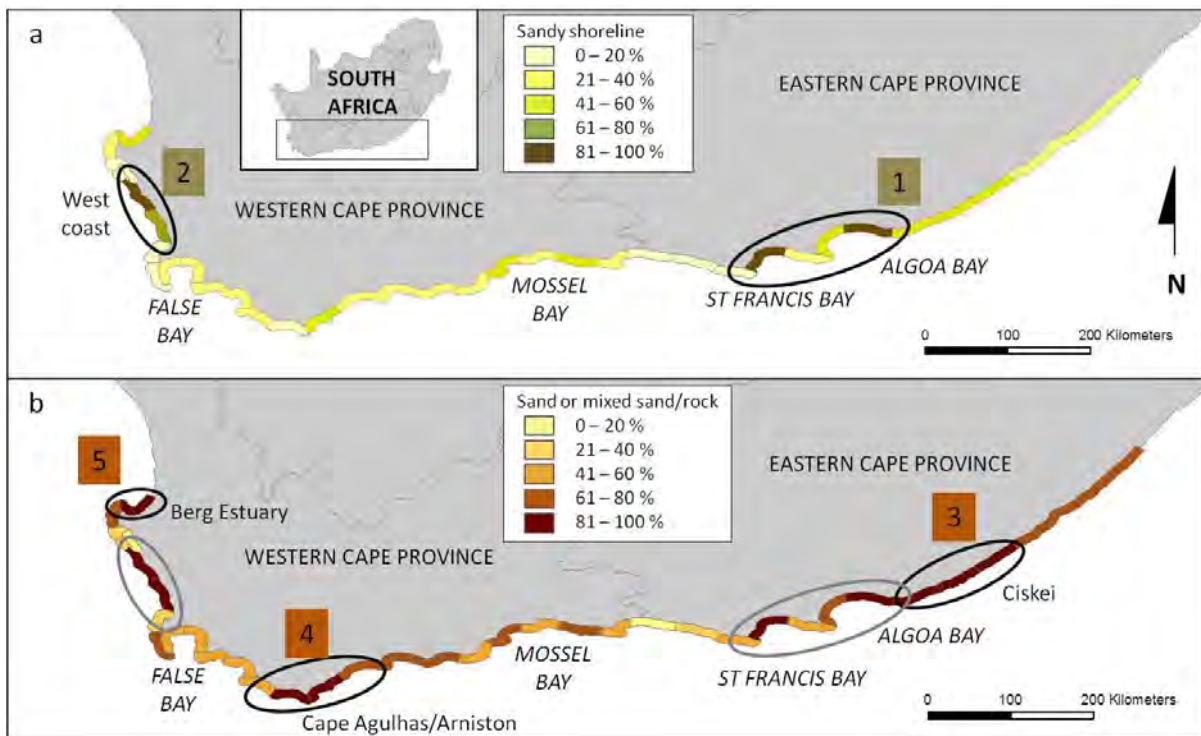 a
SOUTH
AFRICA
Sandy shoreline
0 – 20 %
21 – 40 %
41 – 60 %
61 – 80 %
81 – 100 %
EASTERN CAPE PROVINCE
2
West
coast
WESTERN CAPE PROVINCE
1
FALSE
BAY
MOSSEL
BAY
ST FRANCIS BAY
ALGOA BAY
N
0 100 200 Kilometers
b
Sand or mixed sand/rock
0 – 20 %
21 – 40 %
41 – 60 %
61 – 80 %
81 – 100 %
EASTERN CAPE PROVINCE
5
Berg Estuary
WESTERN CAPE PROVINCE
3
Ciskei
4
FALSE
BAY
Cape Agulhas/Arniston
MOSSEL
BAY
ST FRANCIS BAY
ALGOA BAY
0 100 200 Kilometers